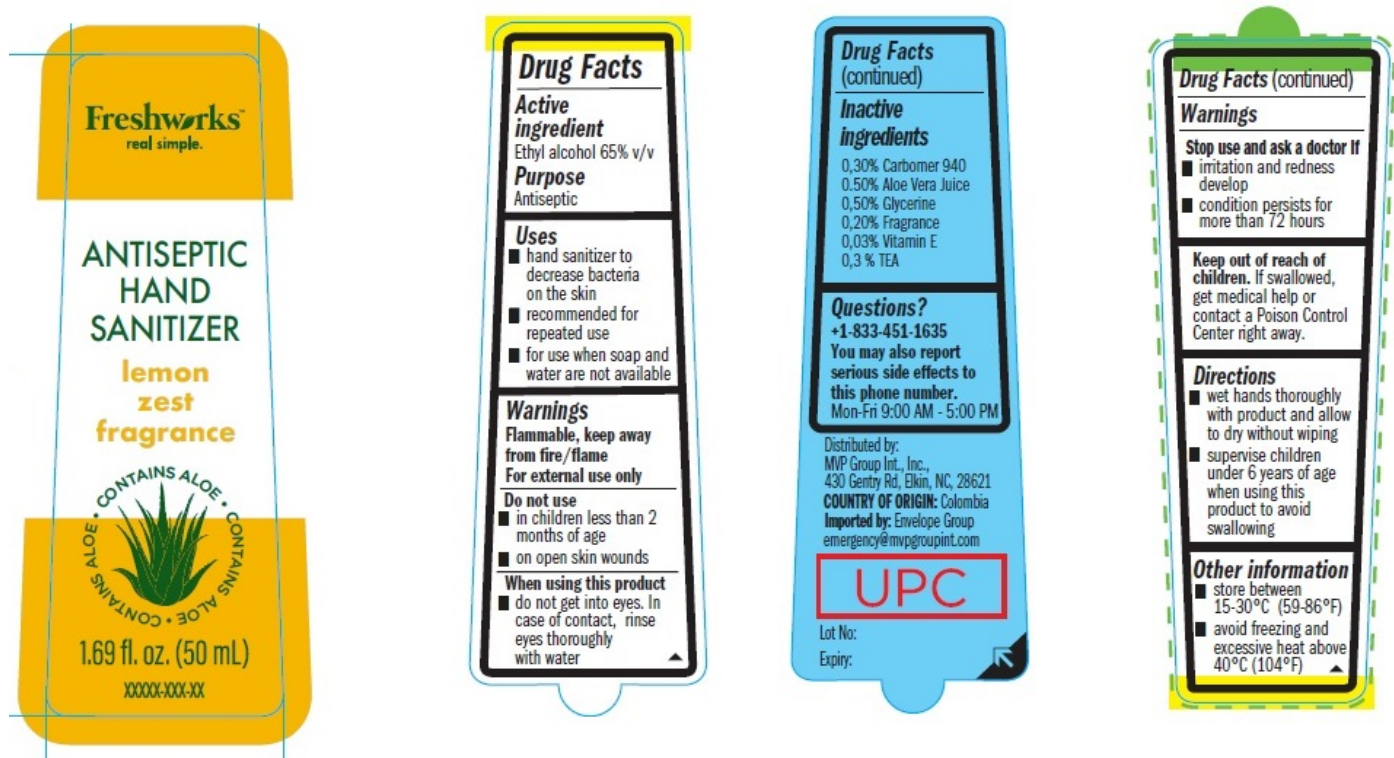 Freshworks™
real simple.
ANTISEPTIC
HAND
SANITIZER
lemon
zest
fragrance
CONTAINS ALOE • CONTAINS ALOE • CONTAINS ALOE •
1.69 fl. oz. (50 mL)
XXXXX-XXX-XX
Drug Facts
Active
ingredient
Ethyl alcohol 65% v/v
Purpose
Antiseptic
Uses
■ hand sanitizer to
decrease bacteria
on the skin
■ recommended for
repeated use
■ for use when soap and
water are not available
Warnings
Flammable, keep away
from fire/flame
For external use only
Do not use
■ in children less than 2
months of age
■ on open skin wounds
When using this product
■ do not get into eyes. In
case of contact, rinse
eyes thoroughly
with water
Drug Facts
(continued)
Inactive
ingredients
0,30% Carbomer 940
0.50% Aloe Vera Juice
0,50% Glycerine
0,20% Fragrance
0,03% Vitamin E
0,3 % TEA
Questions?
+1-833-451-1635
You may also report
serious side effects to
this phone number.
Mon-Fri 9:00 AM - 5:00 PM
Distributed by:
MVP Group Int., Inc.,
430 Gentry Rd, Elkin, NC, 28621
COUNTRY OF ORIGIN: Colombia
Imported by: Envelope Group
emergency@mvpgroupint.com
UPC
Lot No:
Expiry:
Drug Facts (continued)
Warnings
Stop use and ask a doctor If
■ irritation and redness
develop
■ condition persists for
more than 72 hours
Keep out of reach of
children. If swallowed,
get medical help or
contact a Poison Control
Center right away.
Directions
■ wet hands thoroughly
with product and allow
to dry without wiping
■ supervise children
under 6 years of age
when using this
product to avoid
swallowing
Other information
■ store between
15-30°C (59-86°F)
■ avoid freezing and
excessive heat above
40°C (104°F)